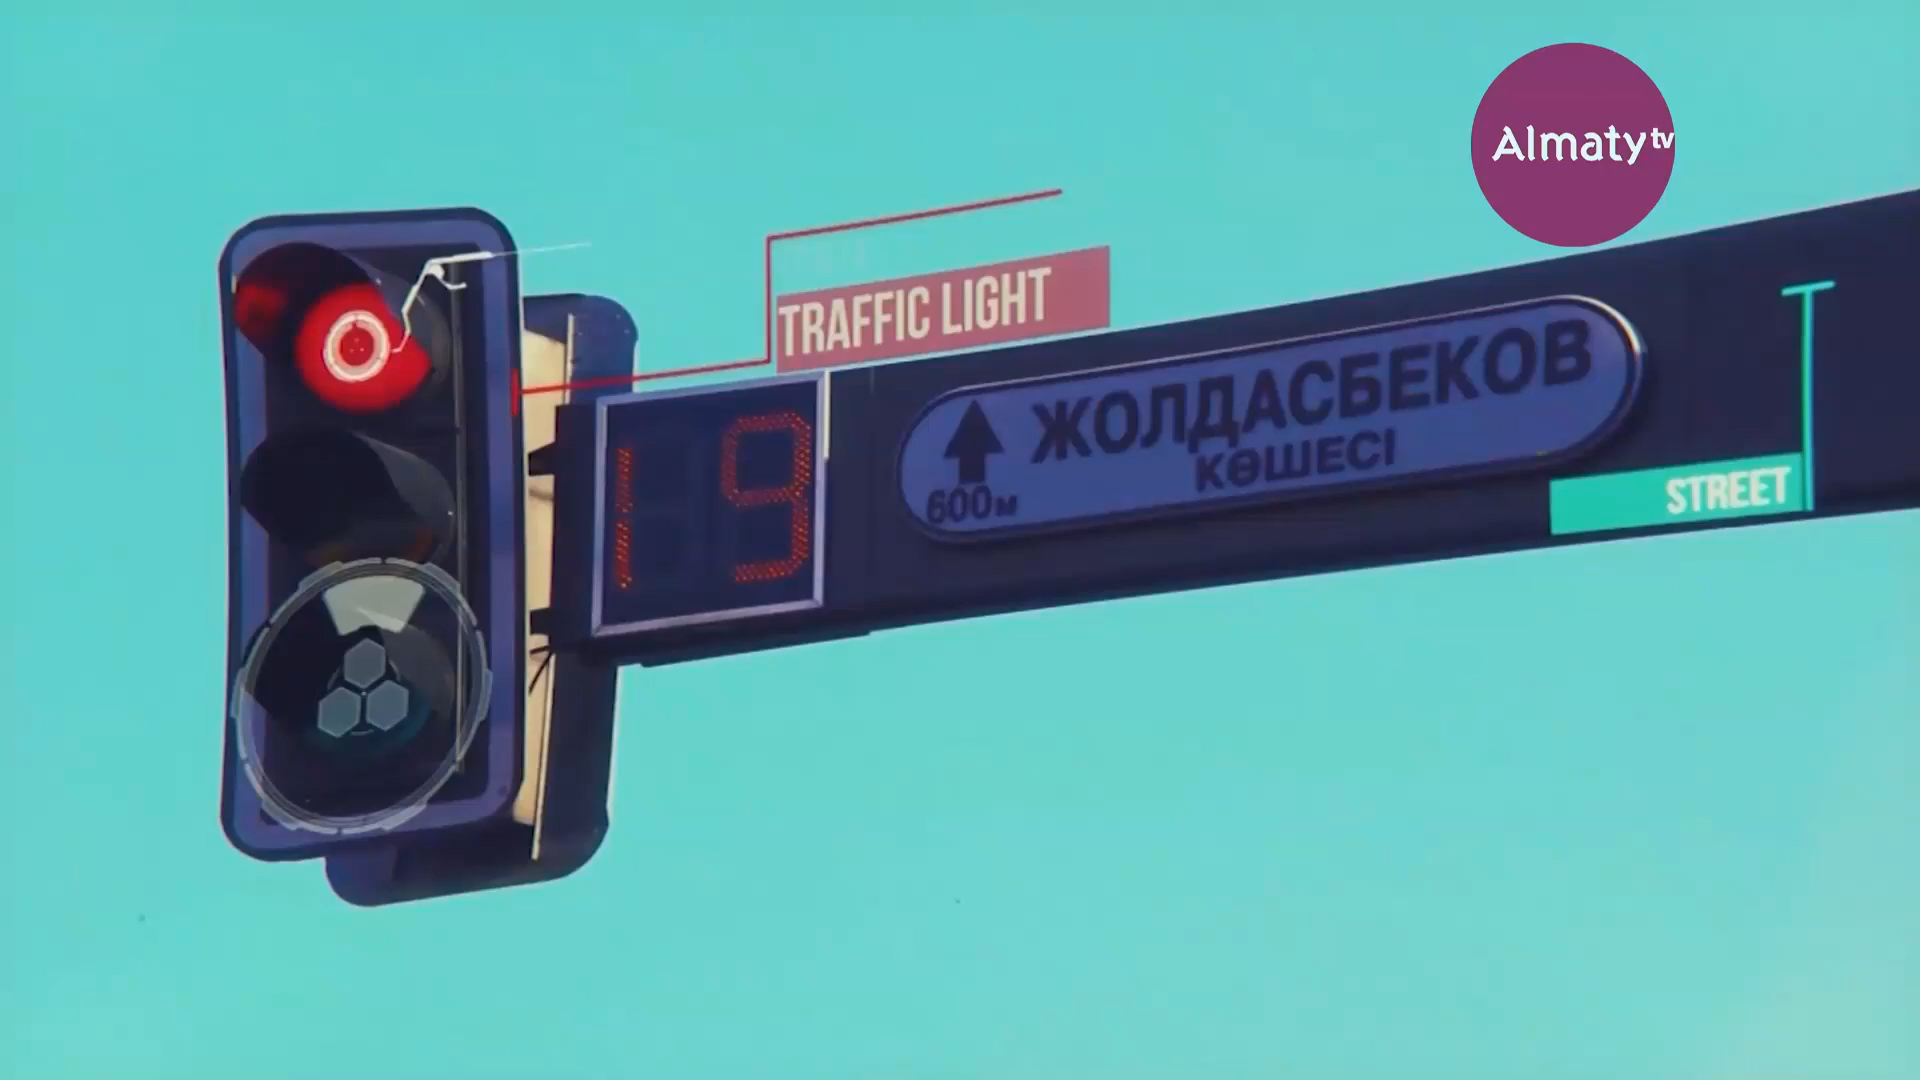 Almaty tv
TRAFFIC LIGHT
19
ЖОЛДАСБЕКОВ
КӨШЕСІ
600м
STREET